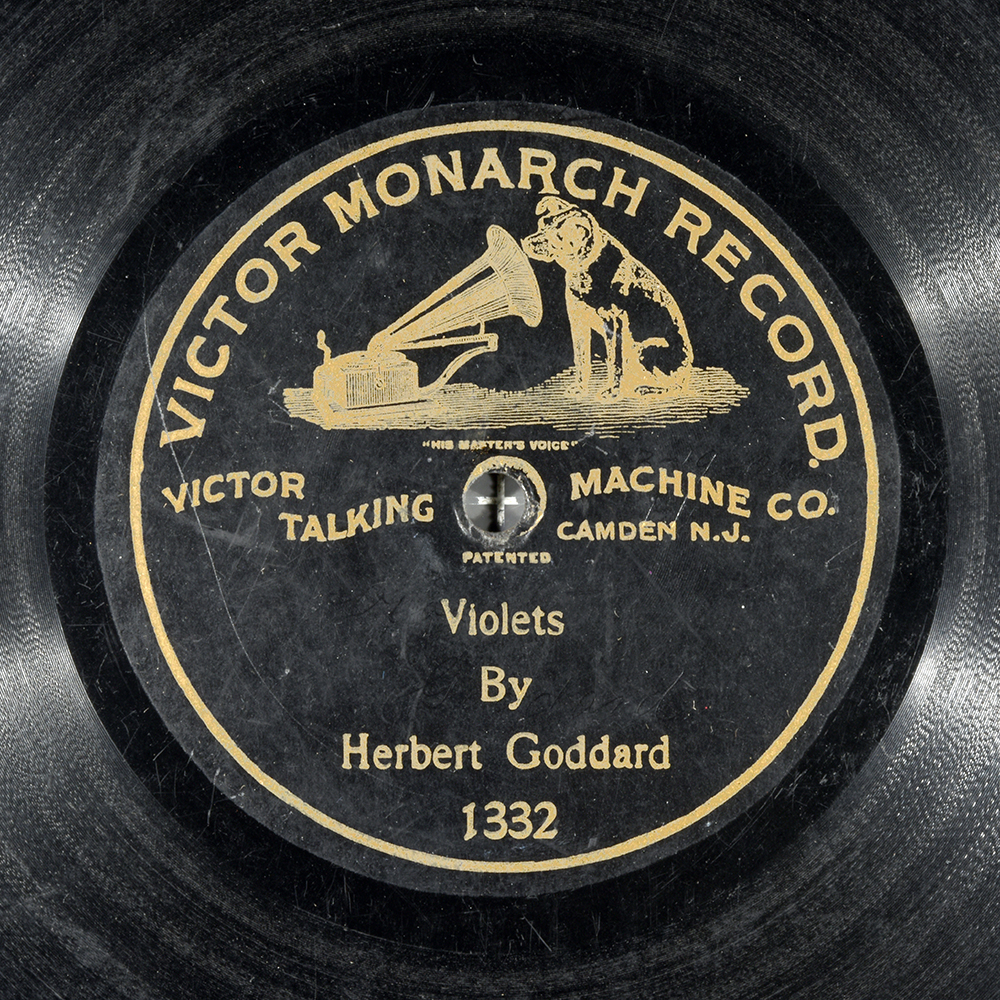 VICTOR MONARCH RECORD.
"HIS MASTER'S VOICE"
VICTOR TALKING MACHINE CO.
CAMDEN N.J.
PATENTED
Violets
By
Herbert Goddard
1332